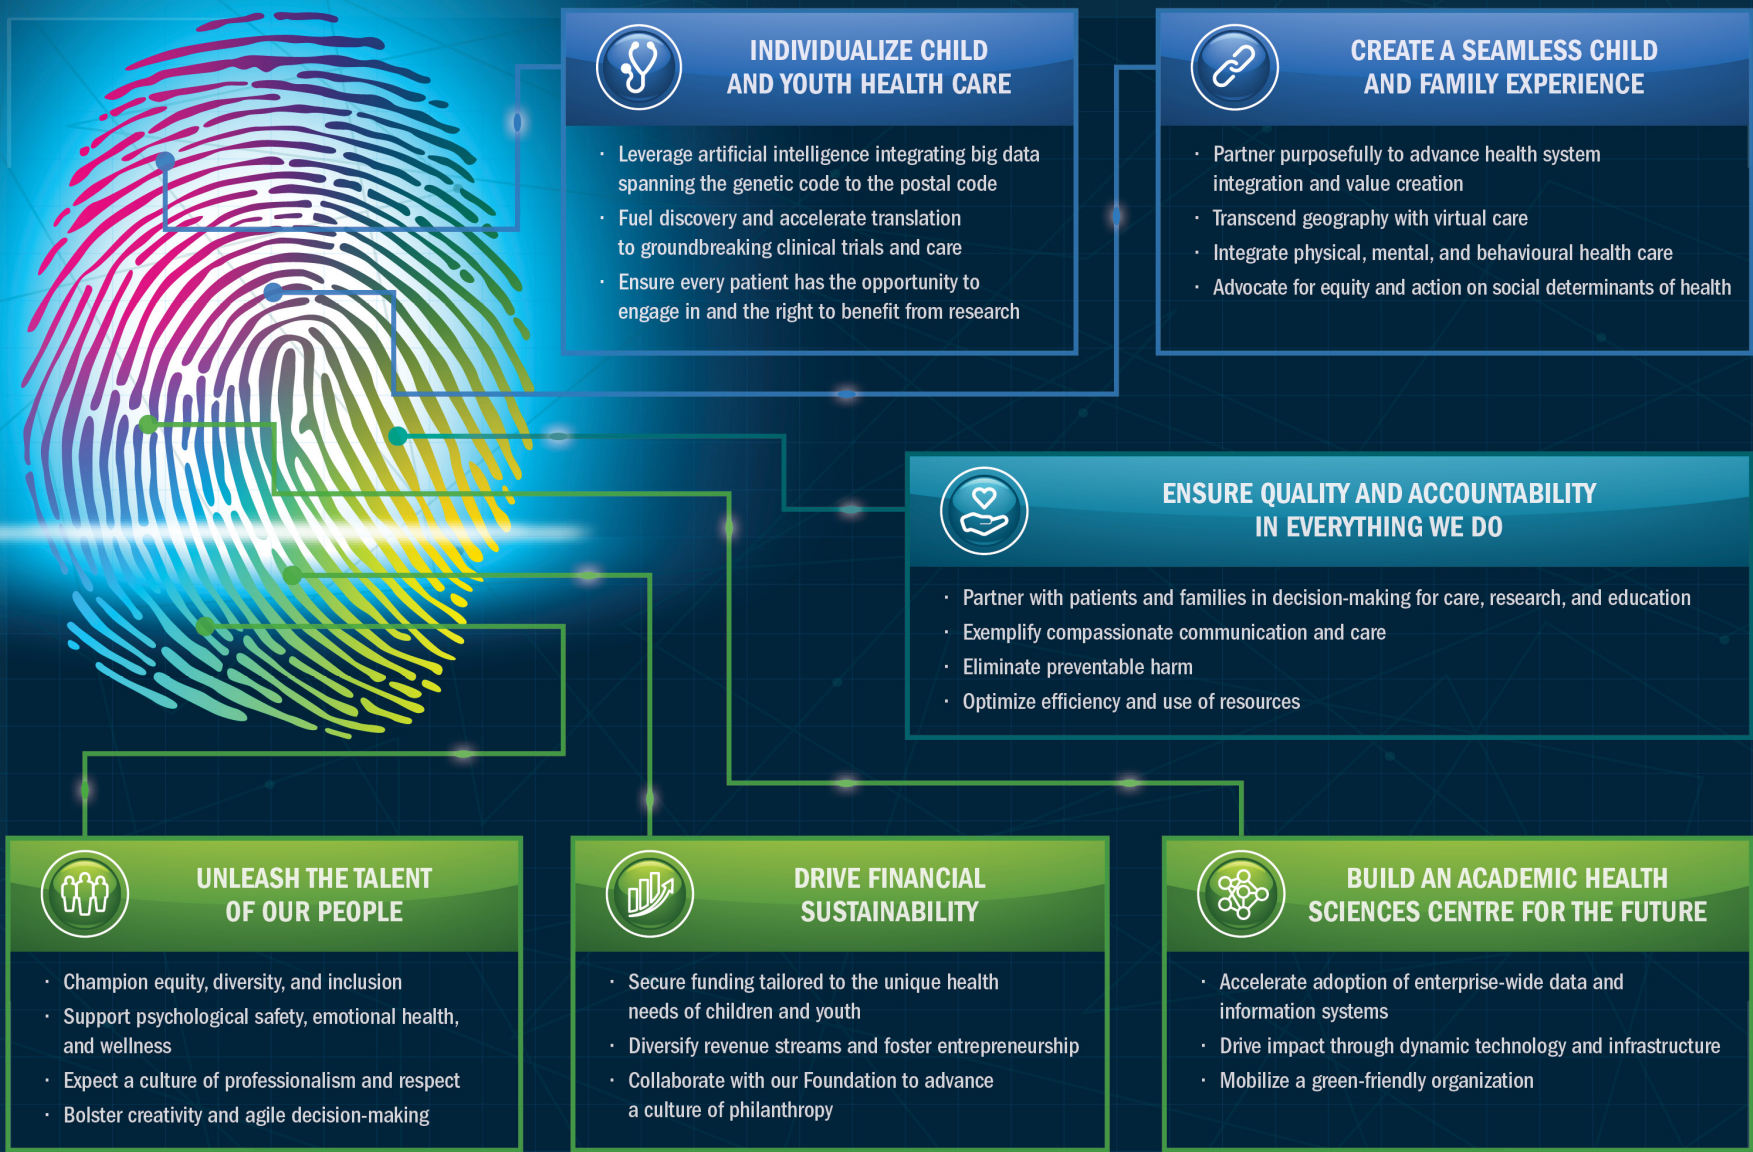 INDIVIDUALIZE CHILD
AND YOUTH HEALTH CARE
· Leverage artificial intelligence integrating big data
spanning the genetic code to the postal code
· Fuel discovery and accelerate translation
to groundbreaking clinical trials and care
· Ensure every patient has the opportunity to
engage in and the right to benefit from research
CREATE A SEAMLESS CHILD
AND FAMILY EXPERIENCE
· Partner purposefully to advance health system
integration and value creation
· Transcend geography with virtual care
· Integrate physical, mental, and behavioural health care
· Advocate for equity and action on social determinants of health
ENSURE QUALITY AND ACCOUNTABILITY
IN EVERYTHING WE DO
· Partner with patients and families in decision-making for care, research, and education
· Exemplify compassionate communication and care
· Eliminate preventable harm
· Optimize efficiency and use of resources
UNLEASH THE TALENT
OF OUR PEOPLE
· Champion equity, diversity, and inclusion
· Support psychological safety, emotional health,
and wellness
· Expect a culture of professionalism and respect
· Bolster creativity and agile decision-making
DRIVE FINANCIAL
SUSTAINABILITY
· Secure funding tailored to the unique health
needs of children and youth
· Diversify revenue streams and foster entrepreneurship
· Collaborate with our Foundation to advance
a culture of philanthropy
BUILD AN ACADEMIC HEALTH
SCIENCES CENTRE FOR THE FUTURE
· Accelerate adoption of enterprise-wide data and
information systems
· Drive impact through dynamic technology and infrastructure
· Mobilize a green-friendly organization